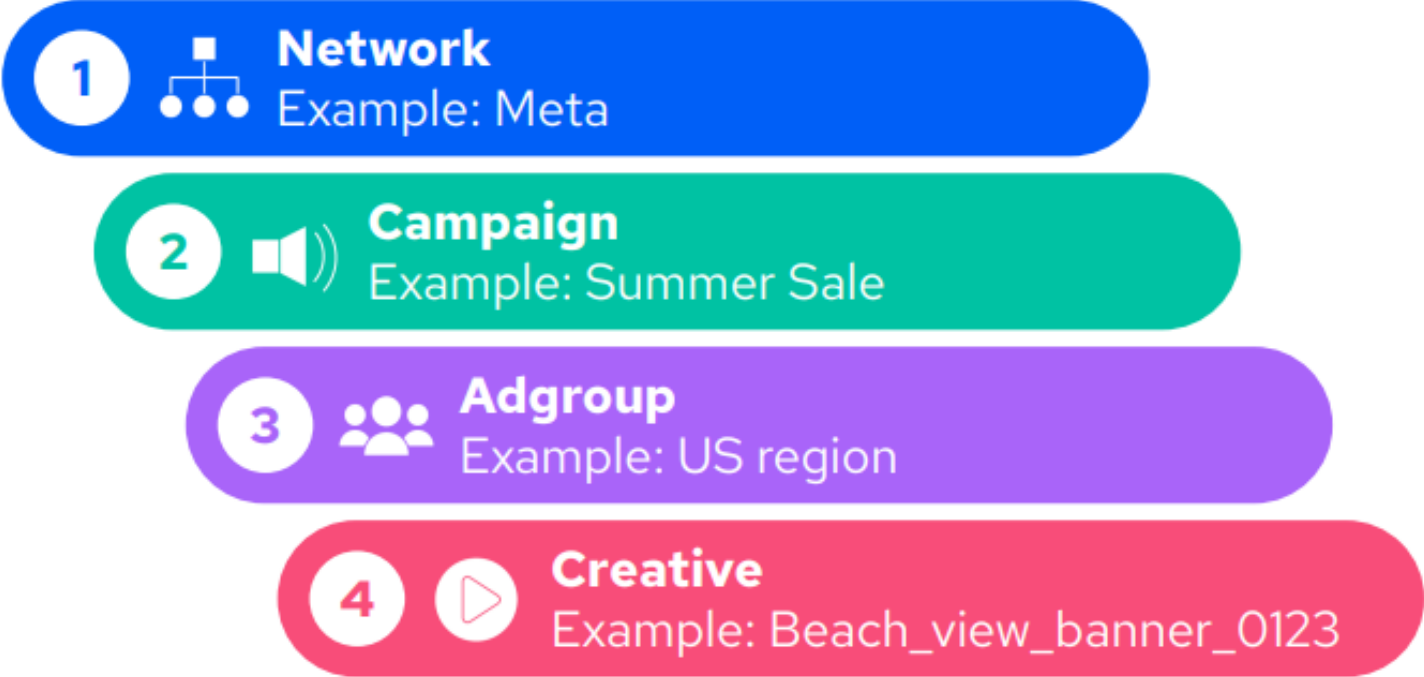 1
Network
Example: Meta
2
Campaign
Example: Summer Sale
3
Adgroup
Example: US region
4
Creative
Example: Beach_view_banner_0123